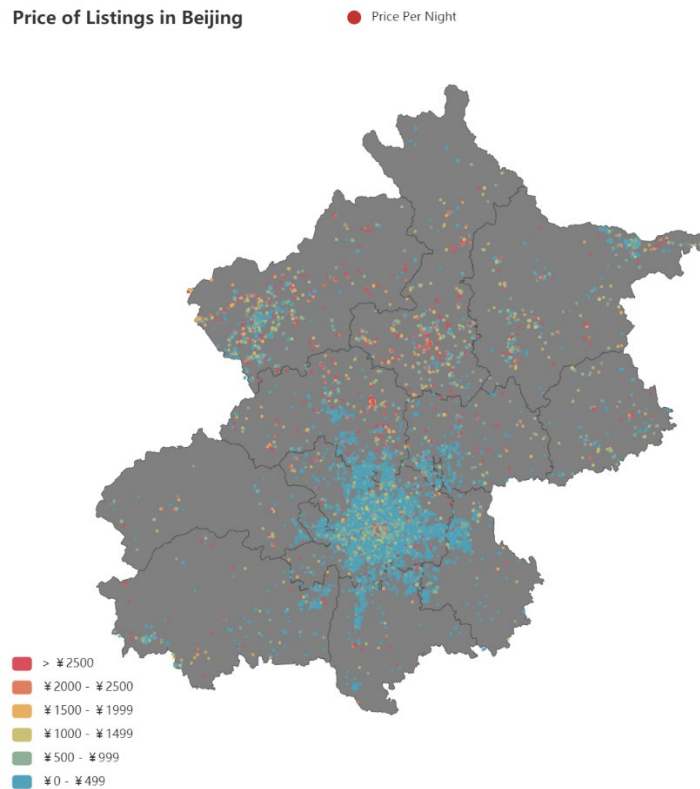 Price of Listings in Beijing
Price Per Night
> ¥2500
¥2000 - ¥2500
¥1500 - ¥1999
¥1000 - ¥1499
¥500 - ¥999
¥0 - ¥499